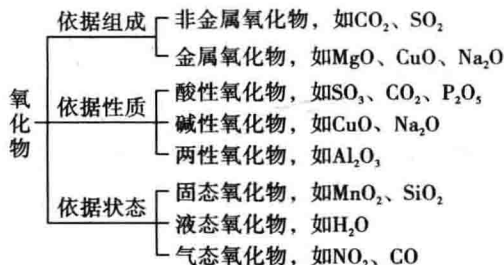 氧化物
依据组成
非金属氧化物，如CO₂、SO₂
金属氧化物，如MgO、CuO、Na₂O
依据性质
酸性氧化物，如SO₃、CO₂、P₂O₅
碱性氧化物，如CuO、Na₂O
两性氧化物，如Al₂O₃
依据状态
固态氧化物，如MnO₂、SiO₂
液态氧化物，如H₂O
气态氧化物，如NO₂、CO